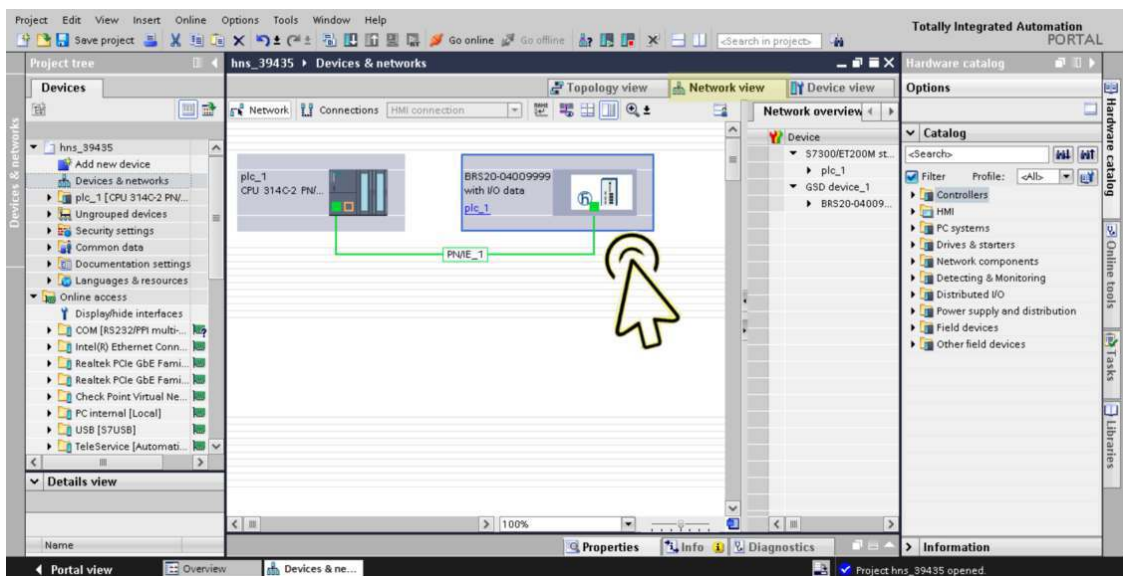 Project Edit View Insert Online Options Tools Window Help
Totally Integrated Automation
PORTAL
Save project Go online Go offline <Search in project>
Project tree
hns_39435 Devices & networks
Hardware catalog
Devices
Topology view Network view Device view
Options
Network Connections HMI connection
Network overview
Device
S7300/ET200M st...
plc_1
GSD device_1
BRS20-04009...
hns_39435
Add new device
Devices & networks
plc_1 [CPU 314C-2 PN/...
Ungrouped devices
Security settings
Common data
Documentation settings
Languages & resources
Online access
Display/hide interfaces
COM [RS232/PPI multi-...
Intel(R) Ethernet Conn...
Realtek PCIe GbE Fami...
Realtek PCIe GbE Fami...
Check Point Virtual Ne...
PC internal [Local]
USB [S7USB]
TeleService [Automati...
Details view
Name
plc_1
CPU 314C-2 PN/...
BRS20-04009999
with I/O data
plc_1
PN/IE_1
100%
Catalog
<Search>
Filter Profile: <All>
Controllers
HMI
PC systems
Drives & starters
Network components
Detecting & Monitoring
Distributed I/O
Power supply and distribution
Field devices
Other field devices
Information
Devices & networks
Hardware catalog
Online tools
Tasks
Libraries
Properties Info Diagnostics
Portal view Overview Devices & ne...
Project hns_39435 opened.